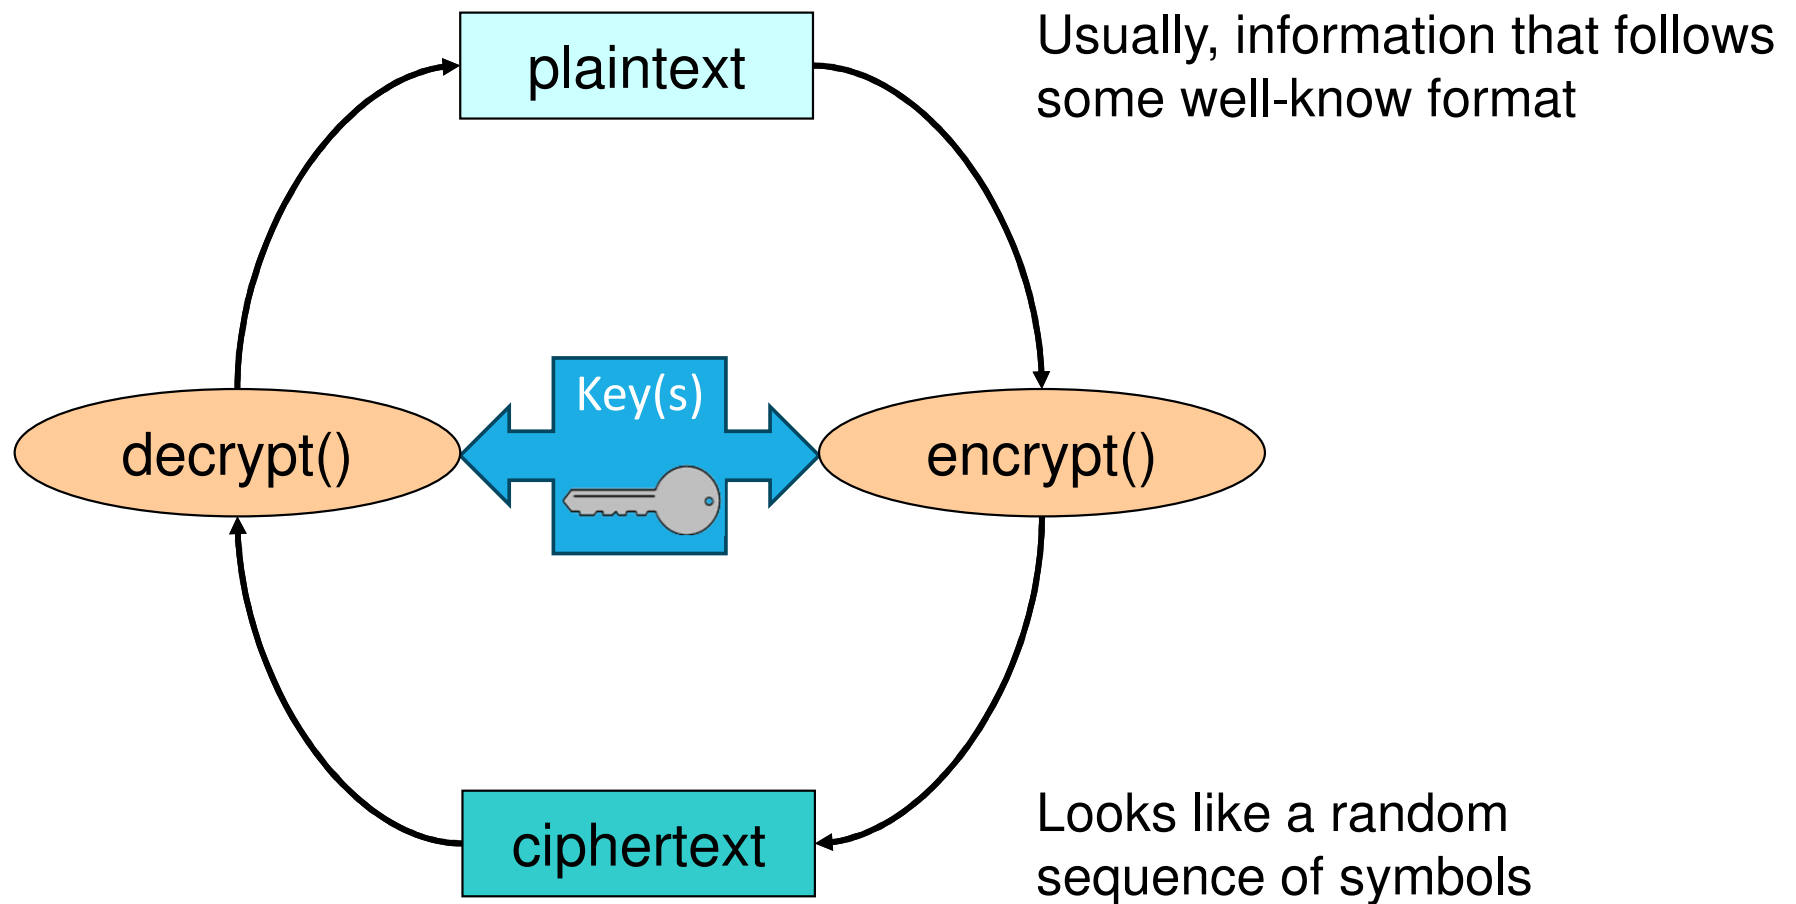 plaintext
Usually, information that follows
some well-know format
Key(s)
decrypt()
encrypt()
ciphertext
Looks like a random
sequence of symbols